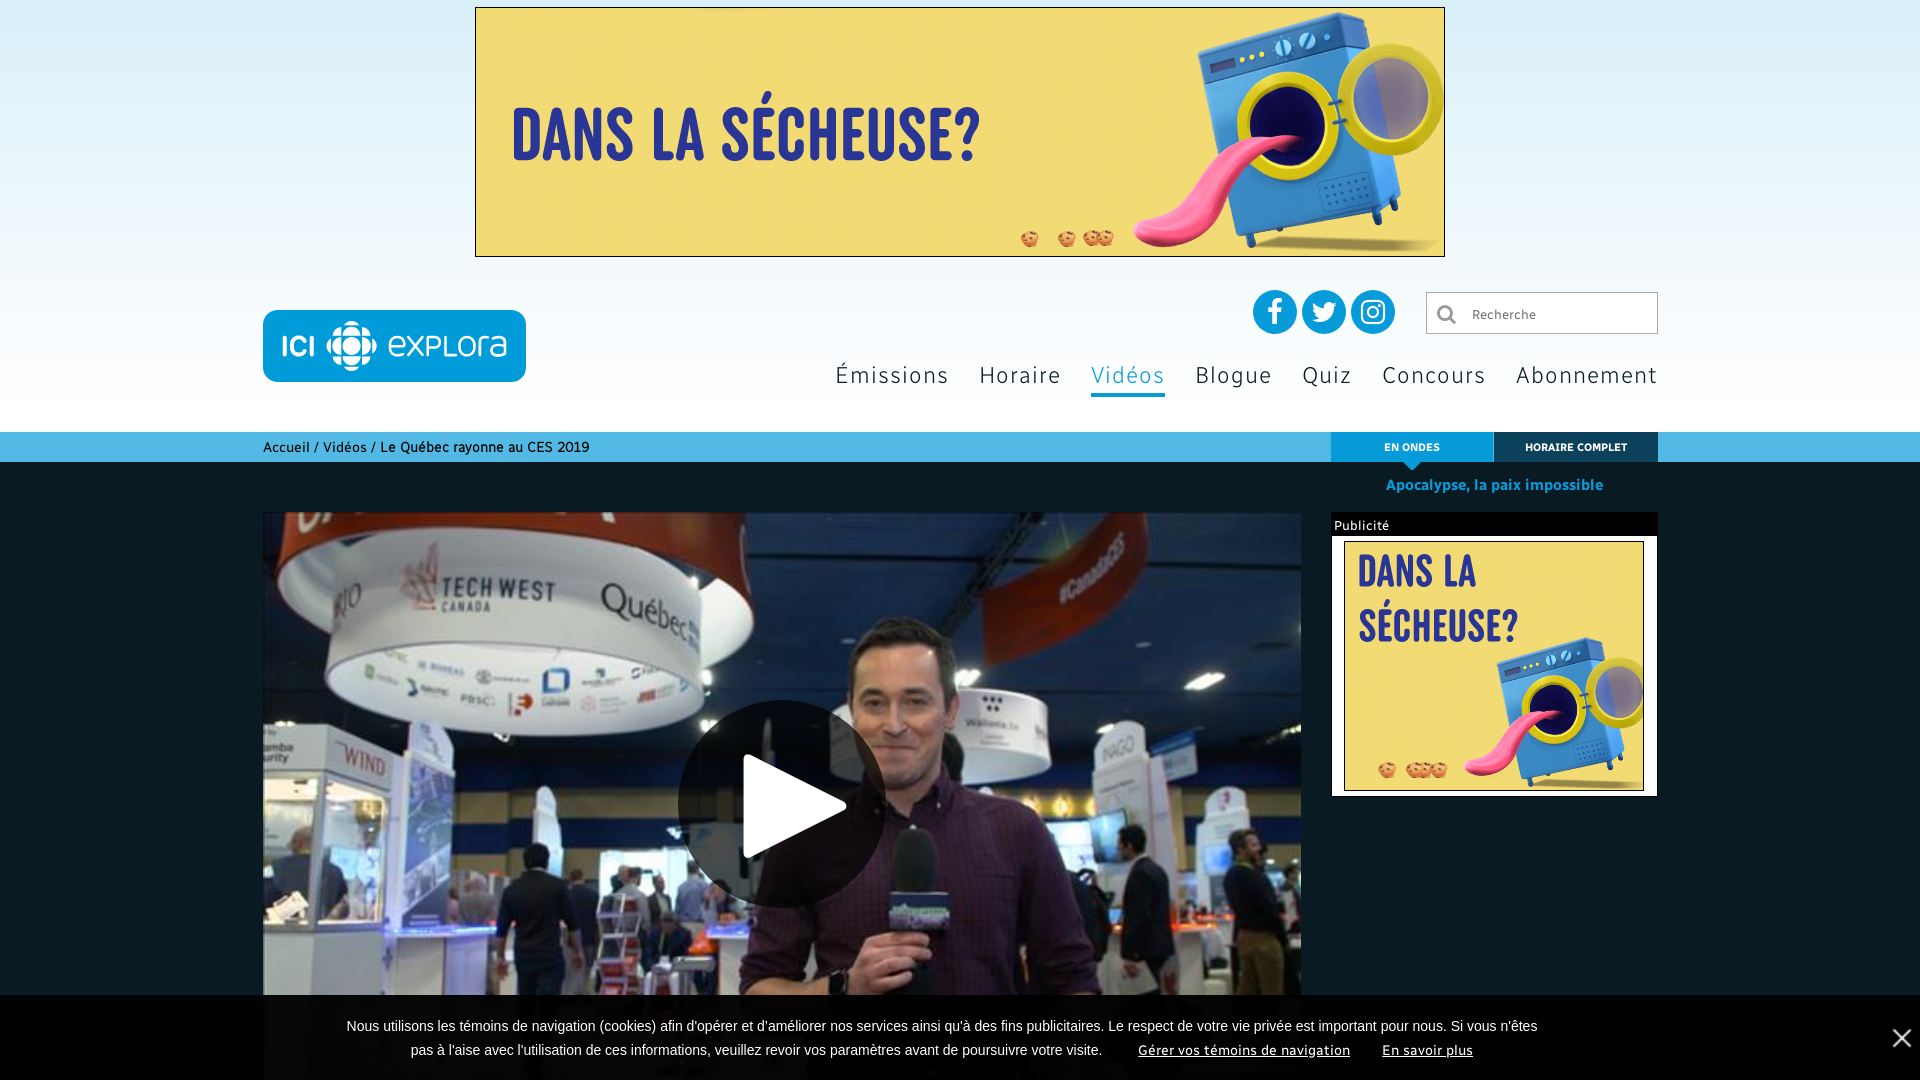 DANS LA SÉCHEUSE?
ICI explora
Recherche
Émissions Horaire Vidéos Blogue Quiz Concours Abonnement
Accueil / Vidéos / Le Québec rayonne au CES 2019
EN ONDES HORAIRE COMPLET
Apocalypse, la paix impossible
TECH WEST
CANADA
Québec
#CanadaCES
WIND
NAGO
PBSC
Publicité
DANS LA
SÉCHEUSE?
Nous utilisons les témoins de navigation (cookies) afin d'opérer et d’améliorer nos services ainsi qu'à des fins publicitaires. Le respect de votre vie privée est important pour nous. Si vous n'êtes
pas à l'aise avec l'utilisation de ces informations, veuillez revoir vos paramètres avant de poursuivre votre visite. Gérer vos témoins de navigation En savoir plus